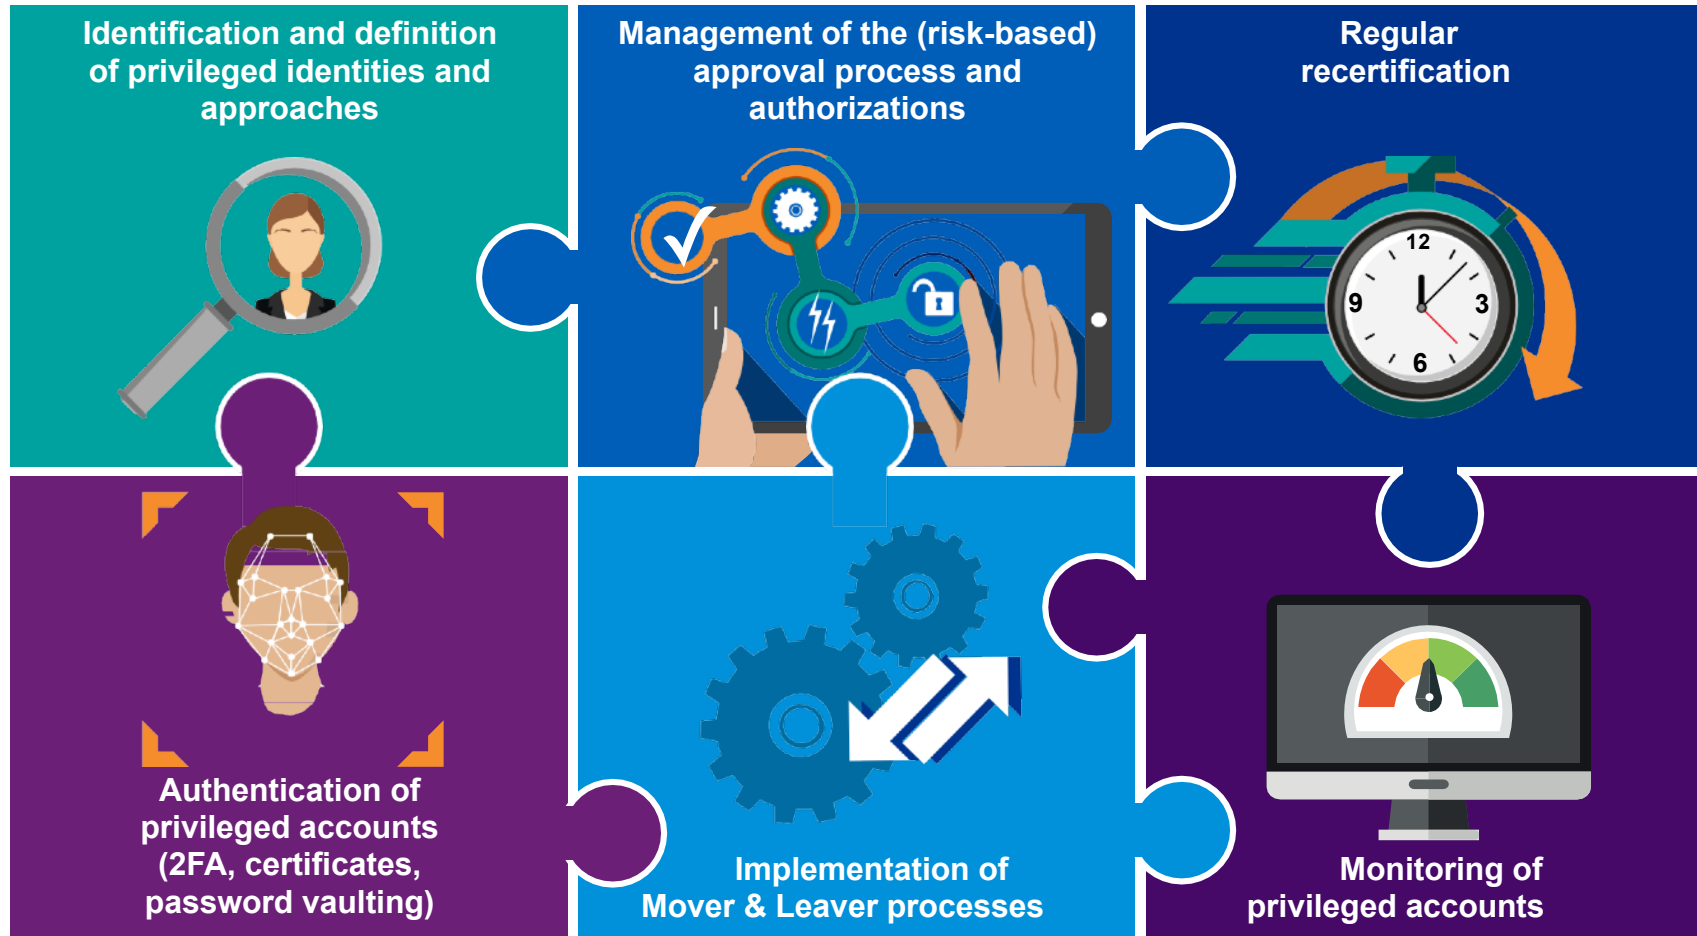 Identification and definition
of privileged identities and
approaches
Management of the (risk-based)
approval process and
authorizations
Regular
recertification
12
9
3
6
Authentication of
privileged accounts
(2FA, certificates,
password vaulting)
Implementation of
Mover & Leaver processes
Monitoring of
privileged accounts